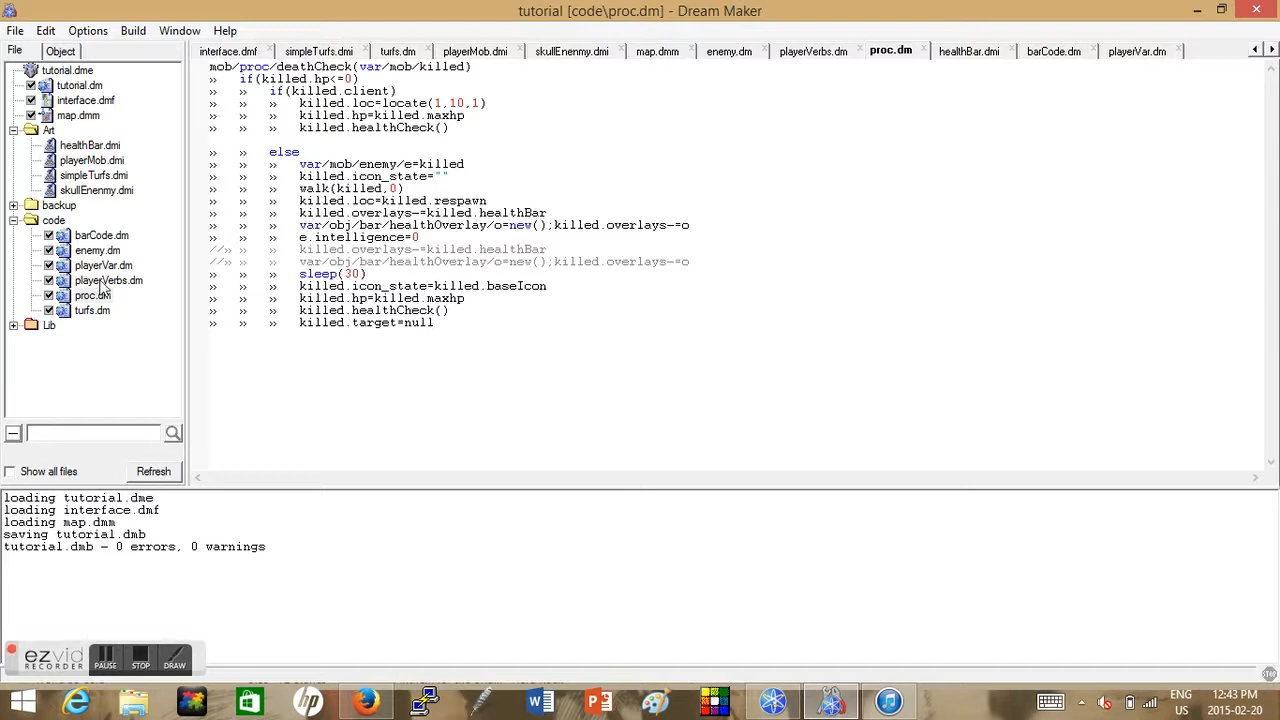 tutorial [code\proc.dm] - Dream Maker
File Edit Options Build Window Help
File Object
interface.dmf simpleTurfs.dmi turfs.dm playerMob.dmi skullEnenmy.dmi map.dmm enemy.dm playerVerbs.dm proc.dm healthBar.dmi barCode.dm playerVar.dm
tutorial.dme
tutorial.dm
interface.dmf
map.dmm
Art
healthBar.dmi
playerMob.dmi
simpleTurfs.dmi
skullEnenmy.dmi
backup
code
barCode.dm
enemy.dm
playerVar.dm
playerVerbs.dm
proc.dm
turfs.dm
Lib
Show all files Refresh
mob/proc/deathCheck(var/mob/killed)
» if(killed.hp<=0)
» » if(killed.client)
» » » killed.loc=locate(1,10,1)
» » » killed.hp=killed.maxhp
» » » killed.healthCheck()
» » else
» » » var/mob/enemy/e=killed
» » » killed.icon_state=""
» » » walk(killed,0)
» » » killed.loc=killed.respawn
» » » killed.overlays-=killed.healthBar
» » » var/obj/bar/healthOverlay/o=new();killed.overlays-=o
» » » e.intelligence=0
//» » » killed.overlays-=killed.healthBar
//» » » var/obj/bar/healthOverlay/o=new();killed.overlays-=o
» » » sleep(30)
» » » killed.icon_state=killed.baseIcon
» » » killed.hp=killed.maxhp
» » » killed.healthCheck()
» » » killed.target=null
loading tutorial.dme
loading interface.dmf
loading map.dmm
saving tutorial.dmb
tutorial.dmb - 0 errors, 0 warnings
ezvid
RECORDER
PAUSE STOP DRAW
ENG
US
12:43 PM
2015-02-20